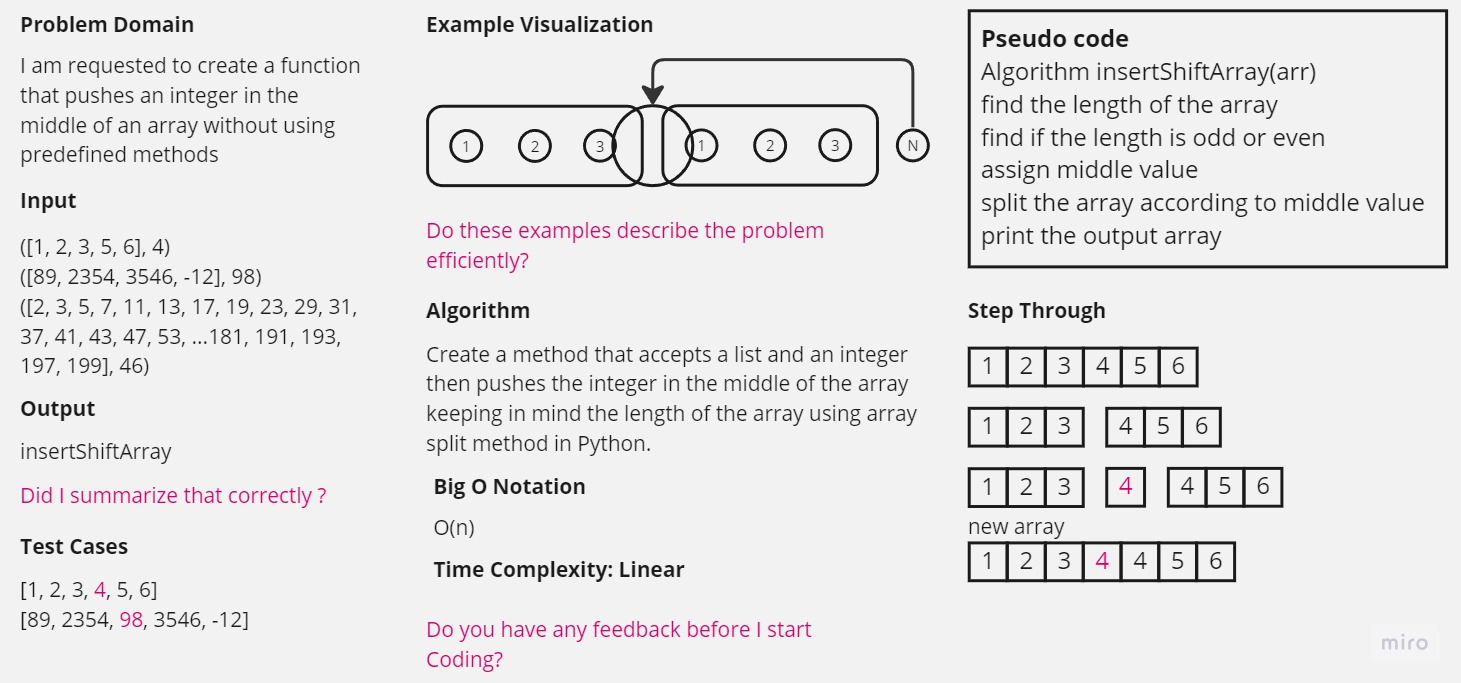 Problem Domain
I am requested to create a function
that pushes an integer in the
middle of an array without using
predefined methods
Input
([1, 2, 3, 5, 6], 4)
([89, 2354, 3546, -12], 98)
([2, 3, 5, 7, 11, 13, 17, 19, 23, 29, 31,
37, 41, 43, 47, 53, ...181, 191, 193,
197, 199], 46)
Output
insertShiftArray
Did I summarize that correctly ?
Test Cases
[1, 2, 3, 4, 5, 6]
[89, 2354, 98, 3546, -12]
Example Visualization
1 2 3 1 2 3 N
Do these examples describe the problem
efficiently?
Algorithm
Create a method that accepts a list and an integer
then pushes the integer in the middle of the array
keeping in mind the length of the array using array
split method in Python.
Big O Notation
O(n)
Time Complexity: Linear
Do you have any feedback before I start
Coding?
Pseudo code
Algorithm insertShiftArray(arr)
find the length of the array
find if the length is odd or even
assign middle value
split the array according to middle value
print the output array
Step Through
1 2 3 4 5 6
1 2 3 4 5 6
1 2 3 4 4 5 6
new array
1 2 3 4 4 5 6
miro